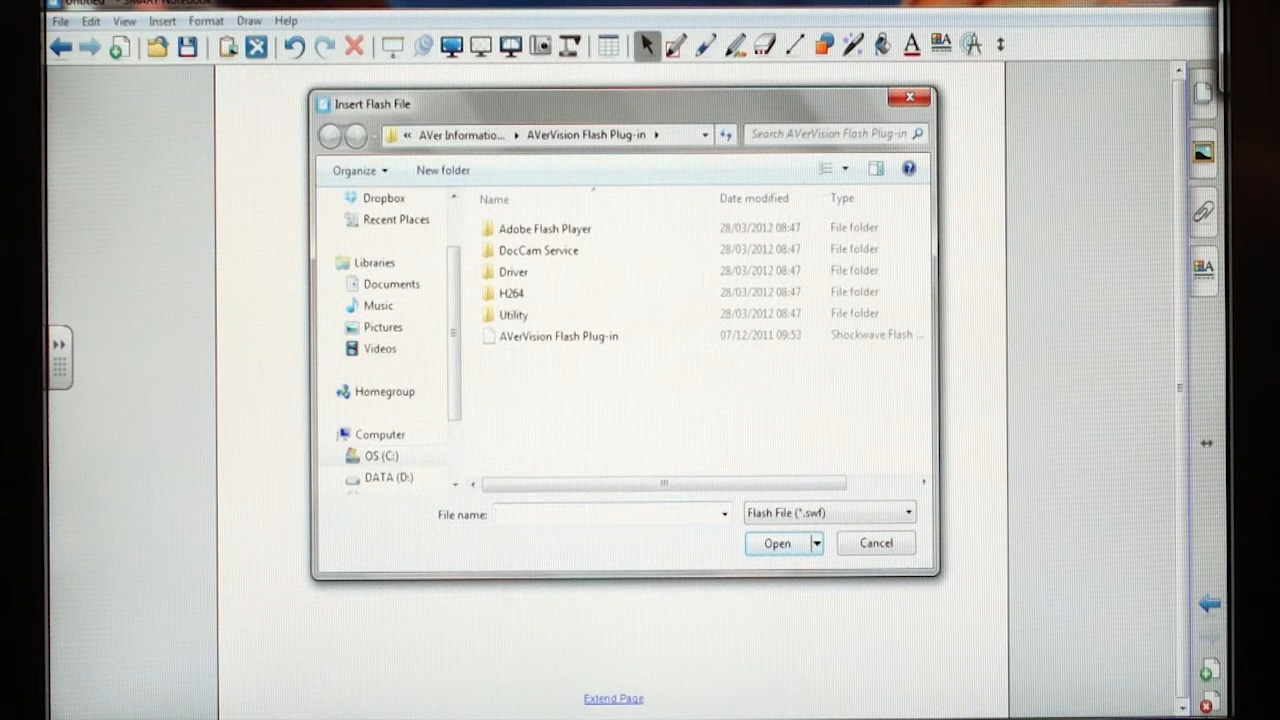 File Edit View Insert Format Draw Help
Insert Flash File
« AVer Informatio... ▸ AVerVision Flash Plug-in ▸
Search AVerVision Flash Plug-in
Organize New folder
Dropbox
Recent Places
Libraries
Documents
Music
Pictures
Videos
Homegroup
Computer
OS (C:)
DATA (D:)
Name Date modified Type
Adobe Flash Player 28/03/2012 08:47 File folder
DocCam Service 28/03/2012 08:47 File folder
Driver 28/03/2012 08:47 File folder
H264 28/03/2012 08:47 File folder
Utility 28/03/2012 08:47 File folder
AVerVision Flash Plug-in 07/12/2011 09:53 Shockwave Flash ...
File name: Flash File (*.swf)
Open Cancel
Extend Page